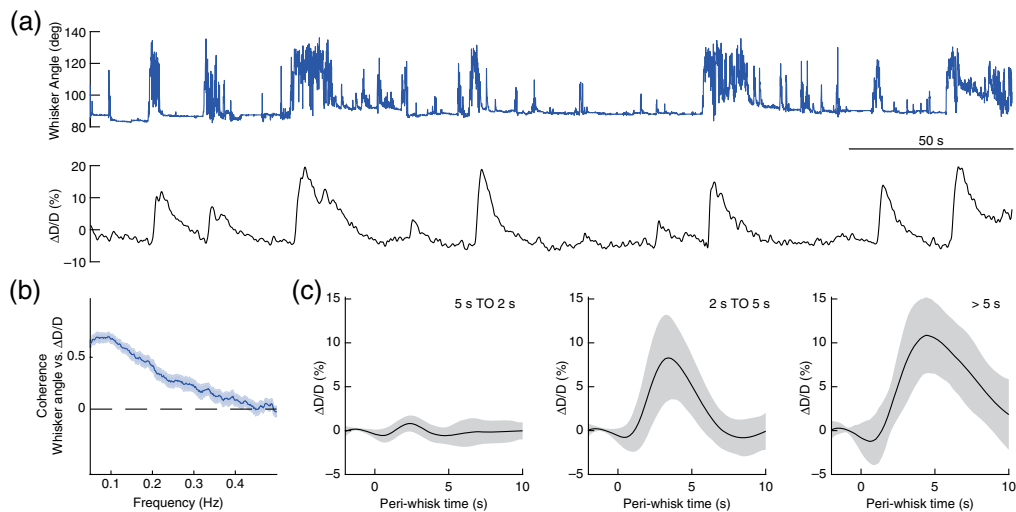 (a)
Whisker Angle (deg)
140
120
100
80
50 s
ΔD/D (%)
20
10
0
−10
(b)
Coherence
Whisker angle vs. ΔD/D
0.5
0
0.1
0.2
0.3
0.4
Frequency (Hz)
(c)
5 s TO 2 s
ΔD/D (%)
15
10
5
0
−5
0
5
10
Peri-whisk time (s)
2 s TO 5 s
ΔD/D (%)
15
10
5
0
−5
0
5
10
Peri-whisk time (s)
> 5 s
ΔD/D (%)
15
10
5
0
−5
0
5
10
Peri-whisk time (s)